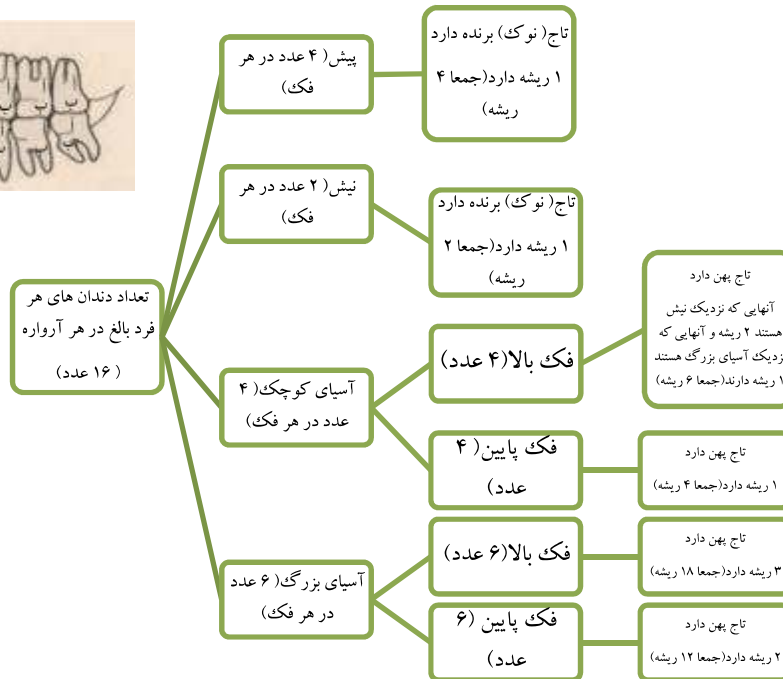 تعداد دندان های هر
فرد بالغ در هر آرواره
(۱۶ عدد)
پیش( ۴ عدد در هر
فک)
تاج( نوک) برنده دارد
۱ ریشه دارد(جمعا ۴
ریشه)
نیش( ۲ عدد در هر
فک)
تاج( نوک) برنده دارد
۱ ریشه دارد(جمعا ۲
ریشه)
آسیای کوچک( ۴
عدد در هر فک)
فک بالا(۴ عدد)
تاج پهن دارد
آنهایی که نزدیک نیش
هستند ۲ ریشه و آنهایی که
نزدیک آسیای بزرگ هستند
۱ ریشه دارند(جمعا ۶ ریشه)
فک پایین( ۴
عدد)
تاج پهن دارد
۱ ریشه دارد(جمعا ۴ ریشه)
آسیای بزرگ( ۶ عدد
در هر فک)
فک بالا(۶ عدد)
تاج پهن دارد
۳ ریشه دارد(جمعا ۱۸ ریشه)
فک پایین (۶
عدد)
تاج پهن دارد
۲ ریشه دارد(جمعا ۱۲ ریشه)